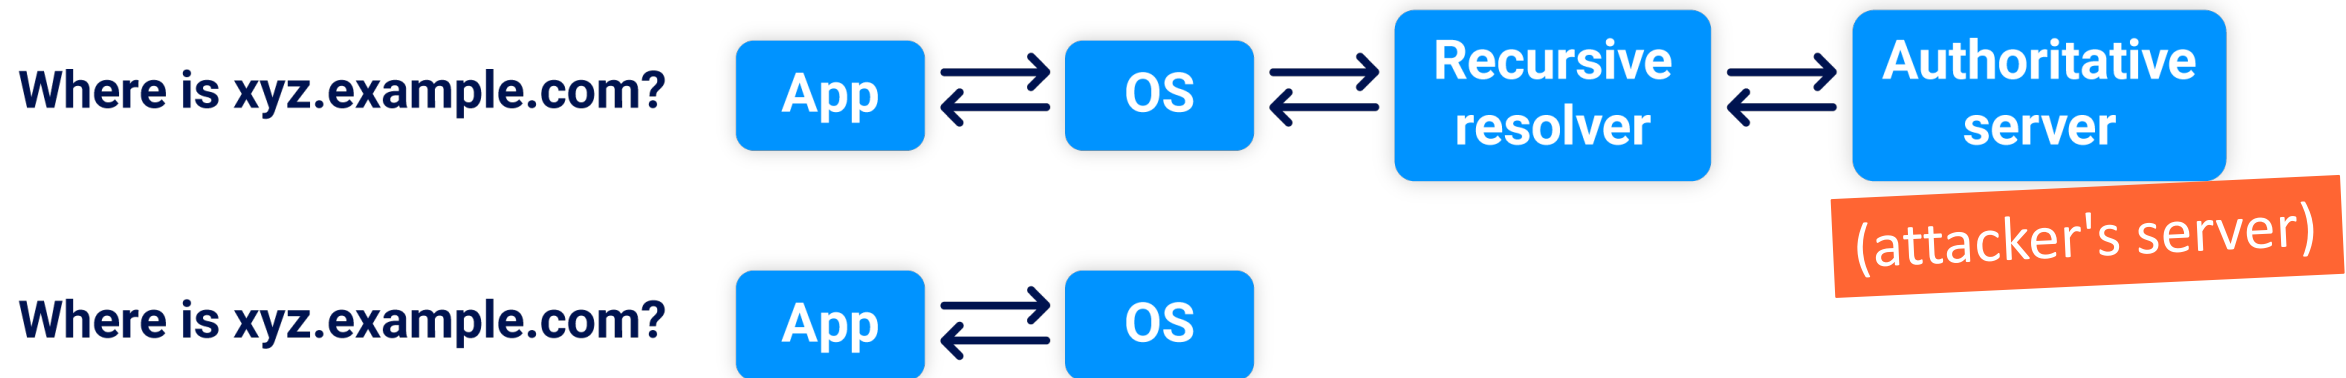 Where is xyz.example.com?
App
OS
Recursive
resolver
Authoritative
server
(attacker's server)
Where is xyz.example.com?
App
OS